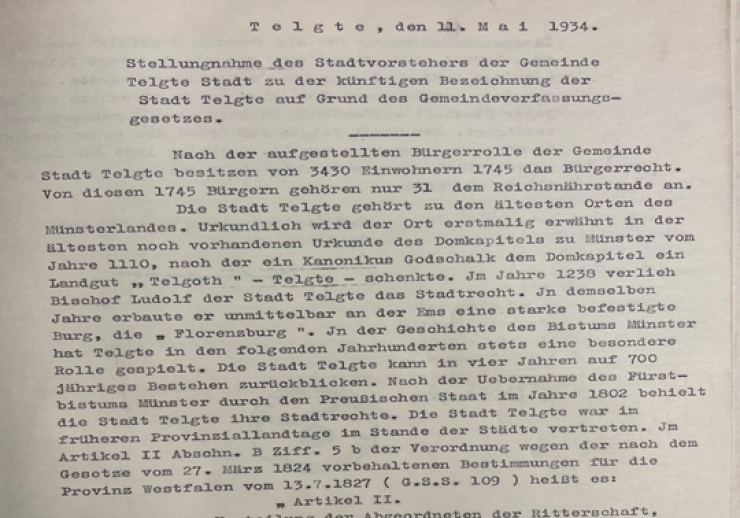 Telgte, den 11. Mai 1934.
Stellungnahme des Stadtvorstehers der Gemeinde
Telgte Stadt zu der künftigen Bezeichnung der
Stadt Telgte auf Grund des Gemeindeverfassungs-
gesetzes.
Nach der aufgestellten Bürgerrolle der Gemeinde
Stadt Telgte besitzen von 3430 Einwohnern 1745 das Bürgerrecht.
Von diesen 1745 Bürgern gehören nur 31 dem Reichsnährstande an.
Die Stadt Telgte gehört zu den ältesten Orten des
Münsterlandes. Urkundlich wird der Ort erstmalig erwähnt in der
ältesten noch vorhandenen Urkunde des Domkapitels zu Münster vom
Jahre 1110, nach der ein Kanonikus Godschalk dem Domkapitel ein
Landgut „ Telgoth " - Telgte - schenkte. Jm Jahre 1238 verlich
Bischof Ludolf der Stadt Telgte das Stadtrecht. Jn demselben
Jahre erbaute er unmittelbar an der Ems eine starke befestigte
Burg, die „ Florenzburg ". Jn der Geschichte des Bistums Münster
hat Telgte in den folgenden Jahrhunderten stets eine besondere
Rolle gespielt. Die Stadt Telgte kann in vier Jahren auf 700
jähriges Bestehen zurückblicken. Nach der Uebernahme des Fürst-
bistums Münster durch den Preußischen Staat im Jahre 1802 behielt
die Stadt Telgte ihre Stadtrechte. Die Stadt Telgte war im
früheren Provinziallandtage im Stande der Städte vertreten. Jm
Artikel II Abschn. B Ziff. 5 b der Verordnung wegen der nach dem
Gesetze vom 27. März 1824 vorbehaltenen Bestimmungen für die
Provinz Westfalen vom 13.7.1827 ( G.S.S. 109 ) heißt es:
„ Artikel II.
der Abgeordneten der Ritterschaft,